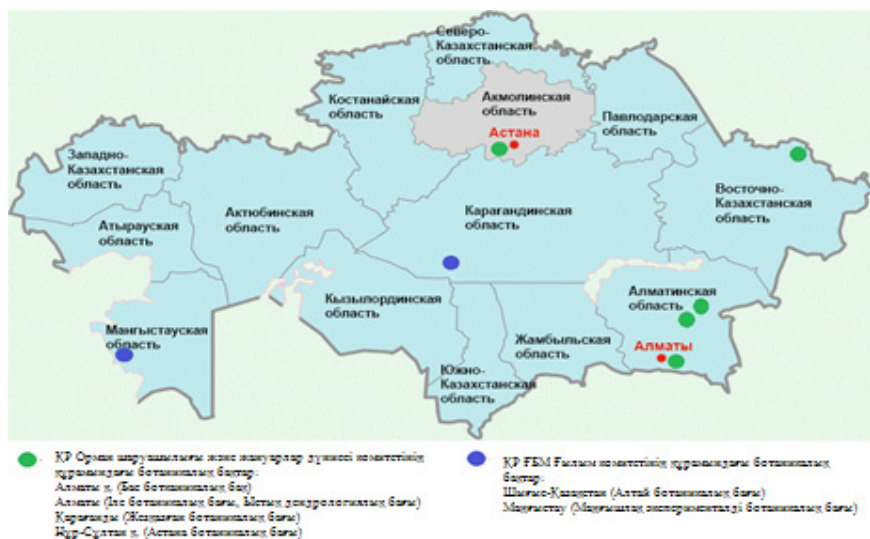 Северо-
Казахстанская
область
Костанайская
область
Акмолинская
область
Астана
Павлодарская
область
Западно-
Казахстанская
область
Восточно-
Казахстанская
область
Актюбинская
область
Карагандинская
область
Атырауская
область
Алматинская
область
Кызылординская
область
Мангыстауская
область
Жамбыльская
область
Алматы
Южно-
Казахстанская
область
ҚР Орман шаруашылығы және жануарлар дүниесі комитетінің
құрамындағы ботаникалық бақтар.
Алматы қ. (Бас ботаникалық бақ)
Алматы (Іле ботаникалық бағы, Ыстық дендрологиялық бағы)
Қарағанды (Жезқазған ботаникалық бағы)
Нұр-Сұлтан қ. (Астана ботаникалық бағы)
ҚР ҒБМ Ғылым комитетінің құрамындағы ботаникалық
бақтар.
Шығыс-Қазақстан (Алтай ботаникалық бағы)
Маңғыстау (Маңғышлақ эксперименталді ботаникалық бағы)